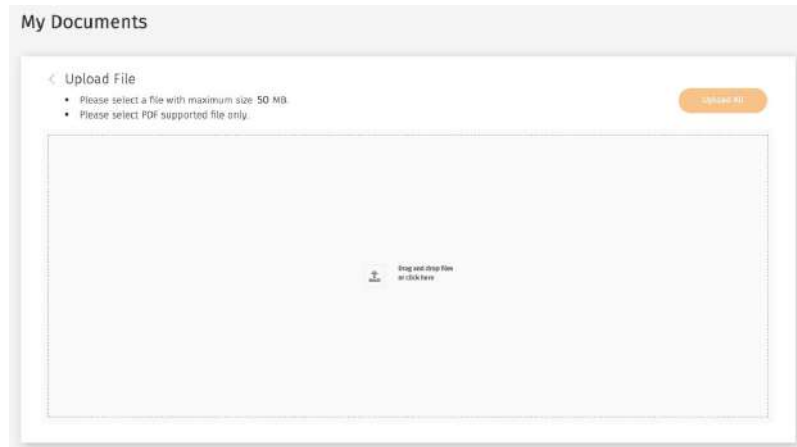 My Documents
Upload File
Please select a file with maximum size 50 MB.
Please select PDF supported file only.
Upload All
Drag and drop files
or click here